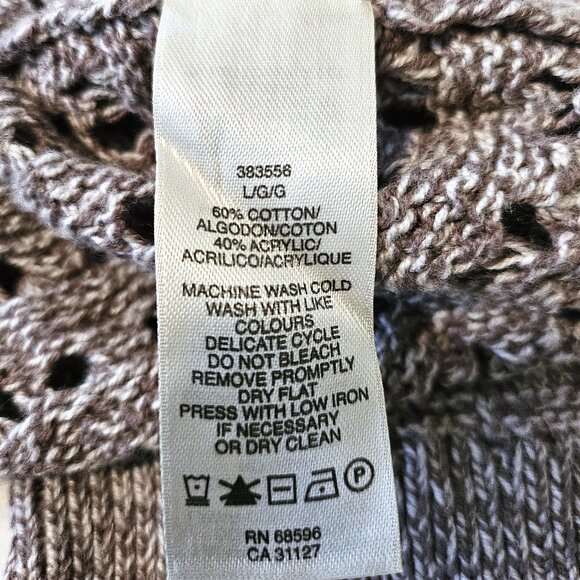 383556
L/G/G
60% COTTON/
ALGODON/COTON
40% ACRYLIC/
ACRILICO/ACRYLIQUE
MACHINE WASH COLD
WASH WITH LIKE
COLOURS
DELICATE CYCLE
DO NOT BLEACH
REMOVE PROMPTLY
DRY FLAT
PRESS WITH LOW IRON
IF NECESSARY
OR DRY CLEAN
P
RN 68596
CA 31127